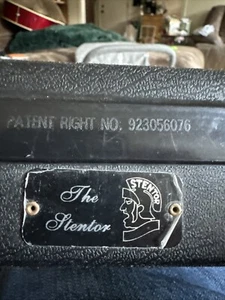 PATENT RIGHT NO. 923056076
STENTOR
The
Stentor